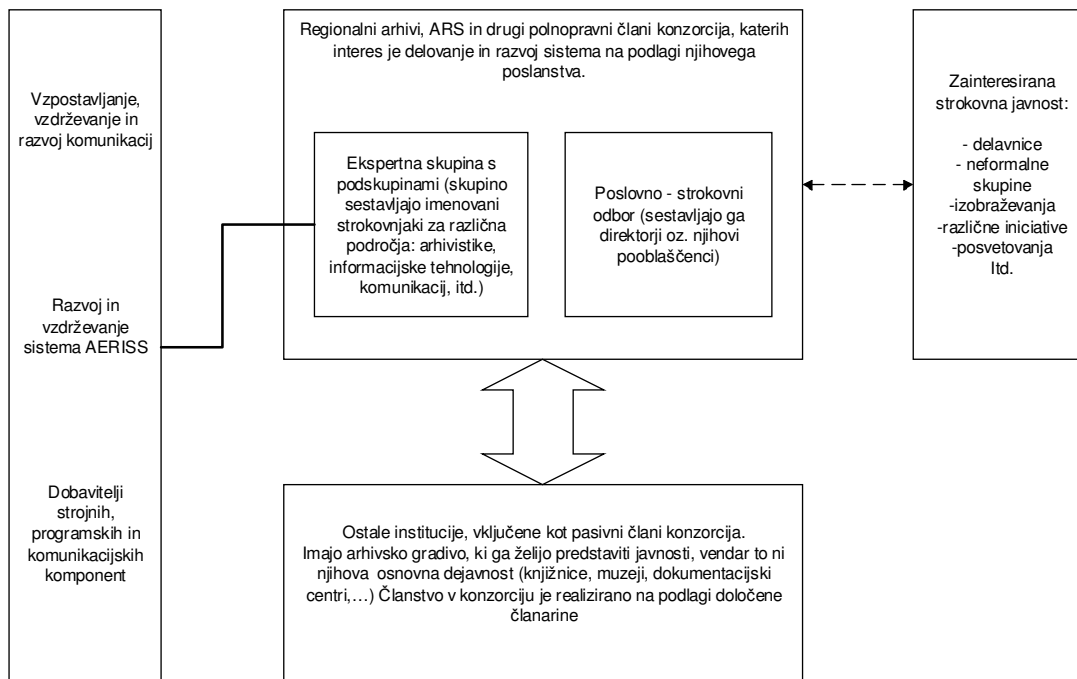 Vzpostavljanje,
vzdrževanje in
razvoj komunikacij
Razvoj in
vzdrževanje
sistema AERISS
Dobavitelji
strojnih,
programskih in
komunikacijskih
komponent
Regionalni arhivi, ARS in drugi polnopravni člani konzorcija, katerih
interes je delovanje in razvoj sistema na podlagi njihovega
poslanstva.
Ekspertna skupina s
podskupinami (skupino
sestavljajo imenovani
strokovnjaki za različna
področja: arhivistike,
informacijske tehnologije,
komunikacij, itd.)
Poslovno - strokovni
odbor (sestavljajo ga
direktorji oz. njihovi
pooblaščenci)
Ostale institucije, vključene kot pasivni člani konzorcija.
Imajo arhivsko gradivo, ki ga želijo predstaviti javnosti, vendar to ni
njihova osnovna dejavnost (knjižnice, muzeji, dokumentacijski
centri,...) Članstvo v konzorciju je realizirano na podlagi določene
članarine
Zainteresirana
strokovna javnost:
- delavnice
- neformalne
skupine
-izobraževanja
-različne iniciative
-posvetovanja
Itd.